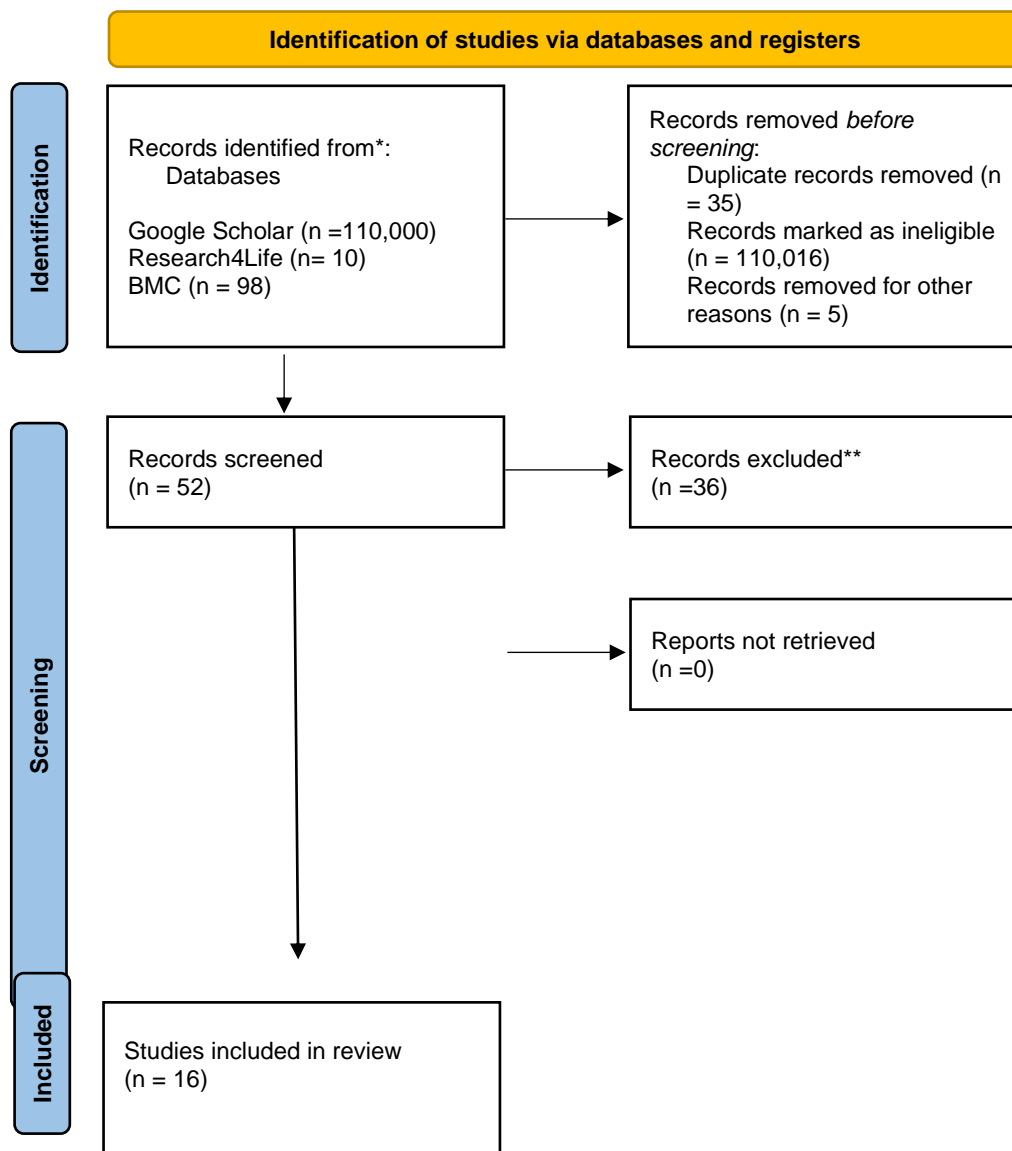 Identification of studies via databases and registers
Identification
Records identified from*:
Databases
Google Scholar (n =110,000)
Research4Life (n= 10)
BMC (n = 98)
Records removed before
screening:
Duplicate records removed (n
= 35)
Records marked as ineligible
(n = 110,016)
Records removed for other
reasons (n = 5)
Screening
Records screened
(n = 52)
Records excluded**
(n =36)
Reports not retrieved
(n =0)
Included
Studies included in review
(n = 16)